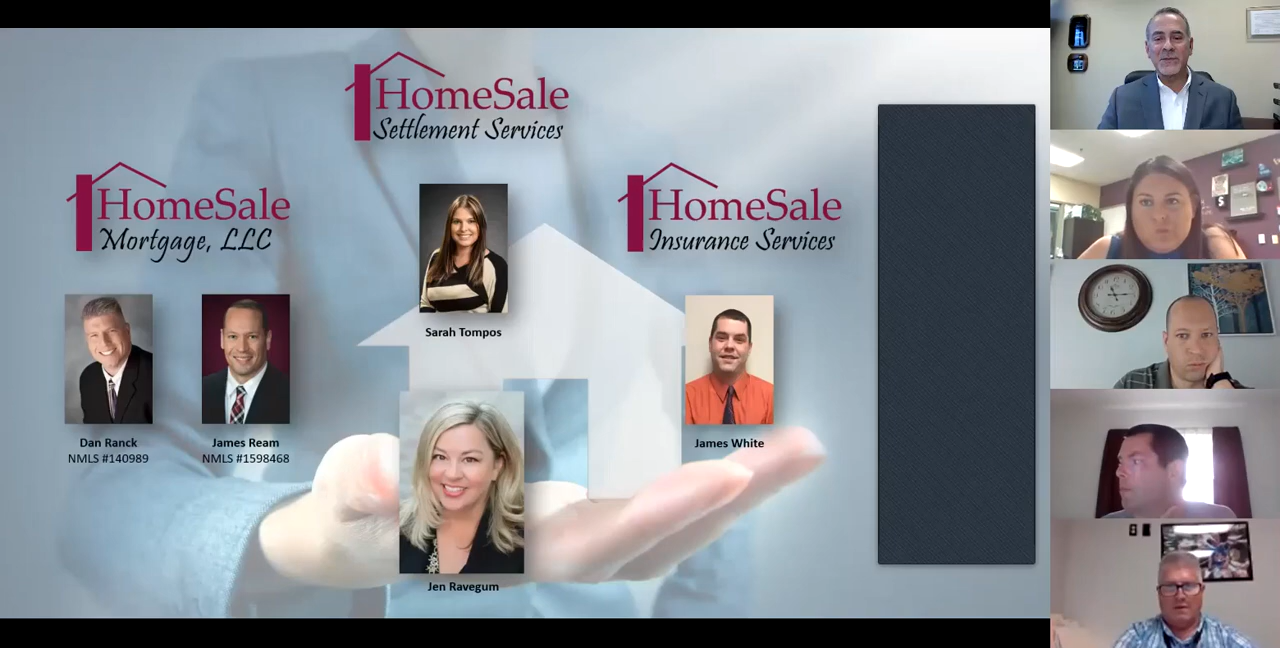 HomeSale
Settlement Services
HomeSale
Mortgage, LLC
HomeSale
Insurance Services
Sarah Tompos
Dan Ranck
NMLS #140989
James Ream
NMLS #1598468
James White
Jen Ravegum